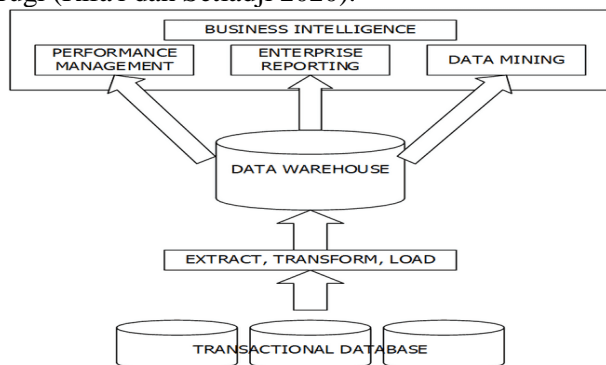 BUSINESS INTELLIGENCE
PERFORMANCE
MANAGEMENT
ENTERPRISE
REPORTING
DATA MINING
DATA WAREHOUSE
EXTRACT, TRANSFORM, LOAD
TRANSACTIONAL DATABASE